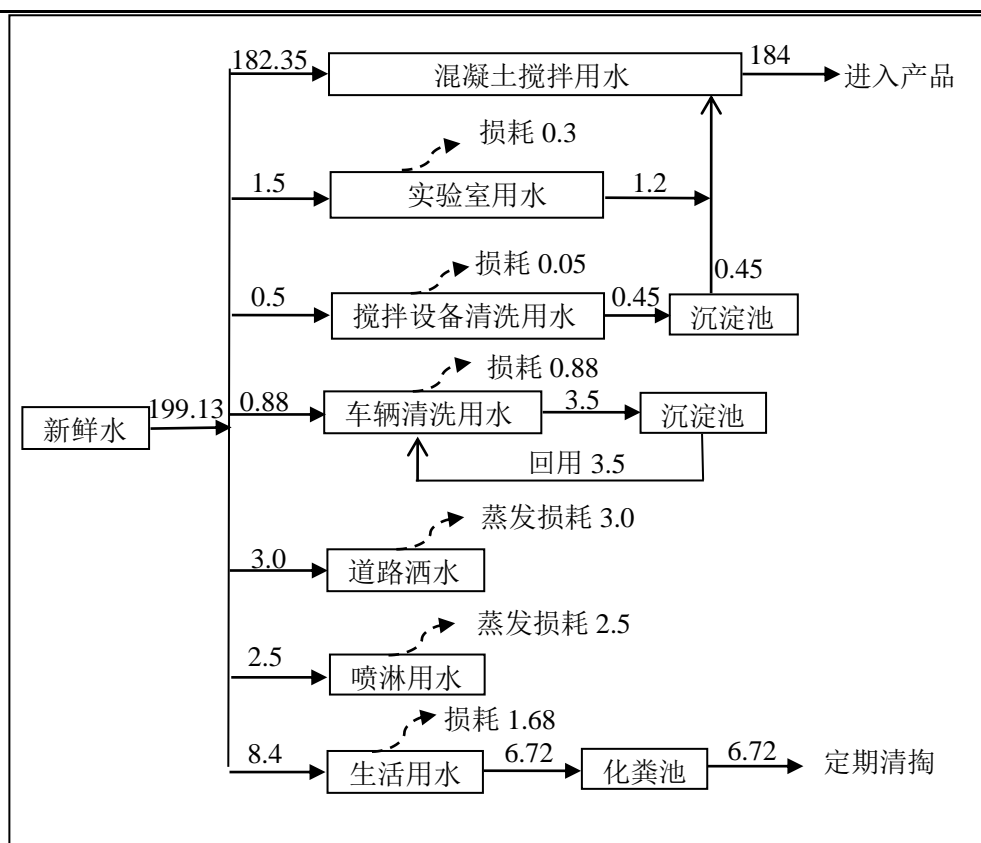 182.35 混凝土搅拌用水 184 进入产品
损耗 0.3
1.5 实验室用水 1.2
损耗 0.05 0.45
0.5 搅拌设备清洗用水 0.45 沉淀池
损耗 0.88
新鲜水 199.13 0.88 车辆清洗用水 3.5 沉淀池
回用 3.5
蒸发损耗 3.0
3.0 道路洒水
蒸发损耗 2.5
2.5 喷淋用水
损耗 1.68
8.4 生活用水 6.72 化粪池 6.72 定期清掏